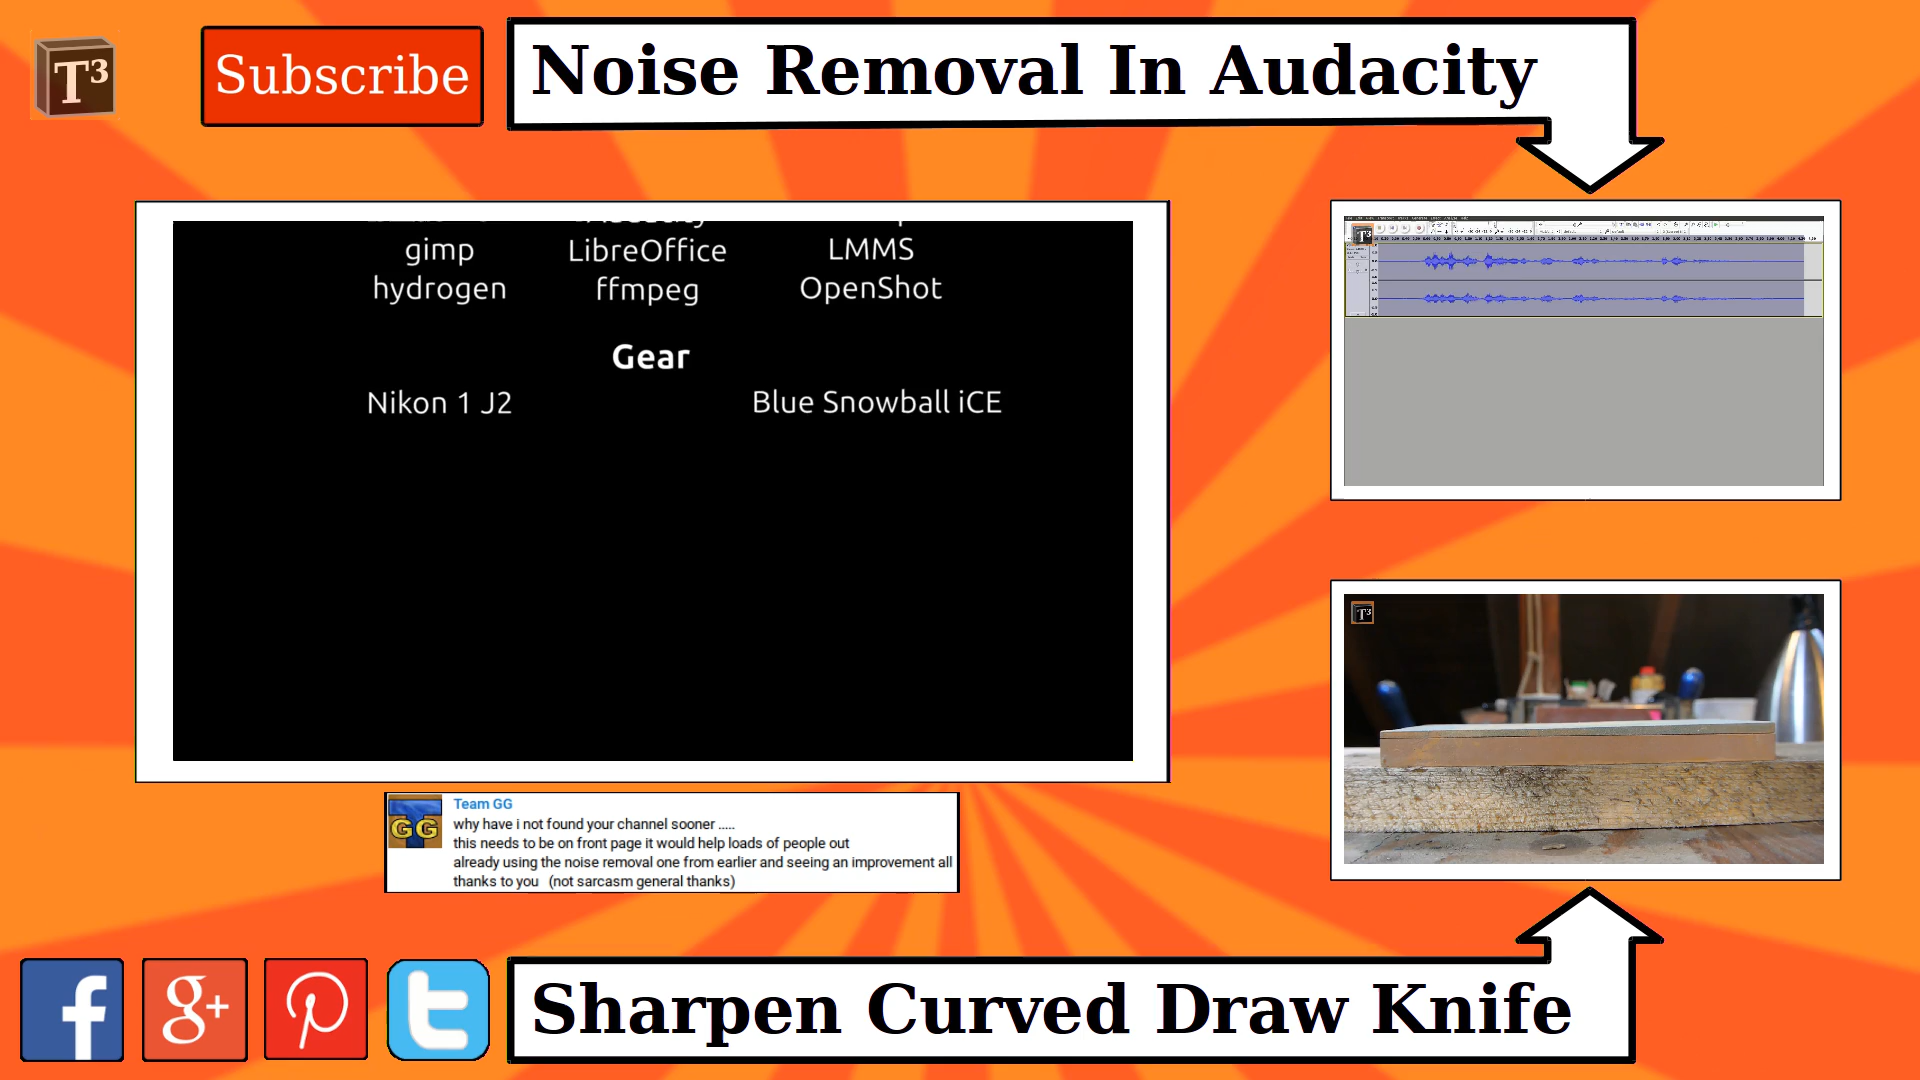 T³
Subscribe
Noise Removal In Audacity
gimp LibreOffice LMMS
hydrogen ffmpeg OpenShot
Gear
Nikon 1 J2 Blue Snowball iCE
T³
T³
GG
Team GG
why have i not found your channel sooner .....
this needs to be on front page it would help loads of people out
already using the noise removal one from earlier and seeing an improvement all
thanks to you (not sarcasm general thanks)
f g+ t
Sharpen Curved Draw Knife